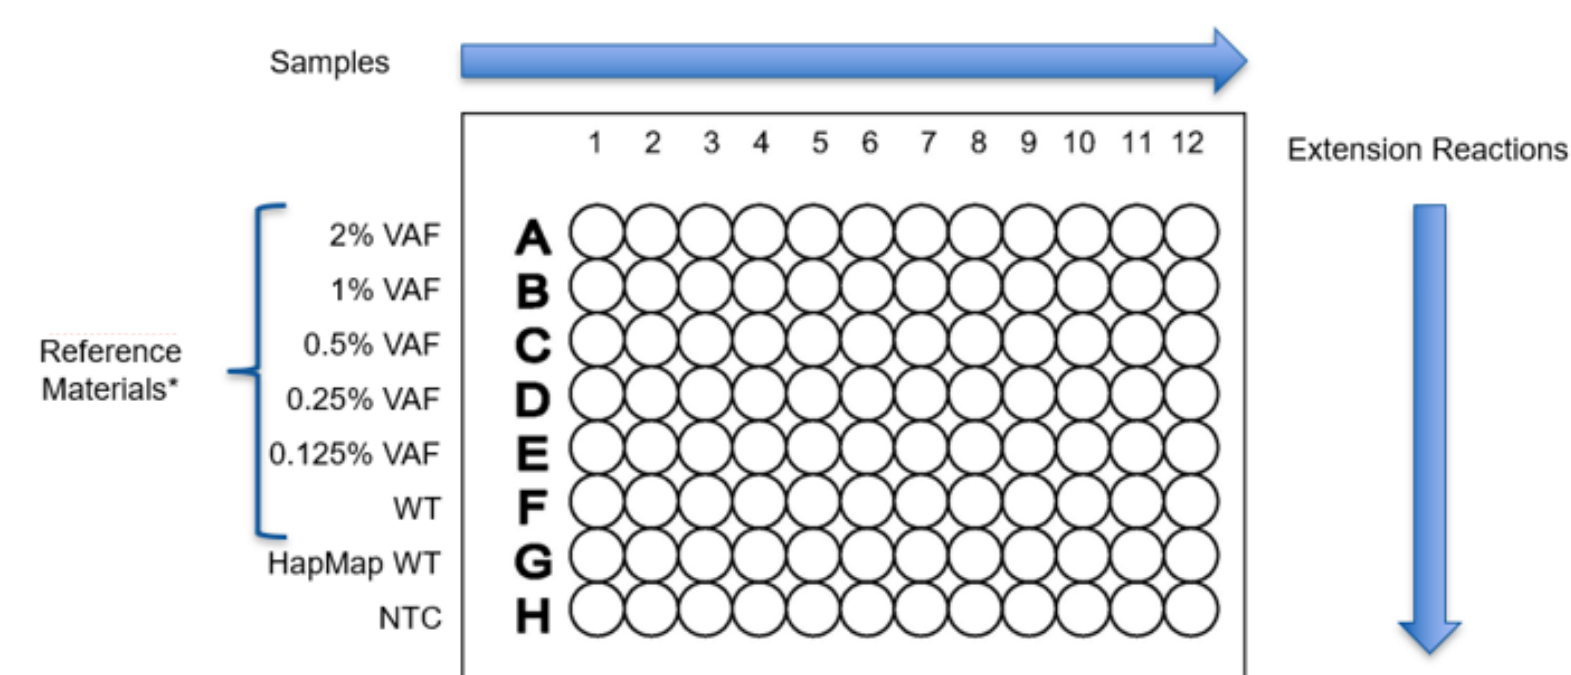 Samples
1 2 3 4 5 6 7 8 9 10 11 12
Extension Reactions
2% VAF A
1% VAF B
0.5% VAF C
Reference
Materials*
0.25% VAF D
0.125% VAF E
WT F
HapMap WT G
NTC H